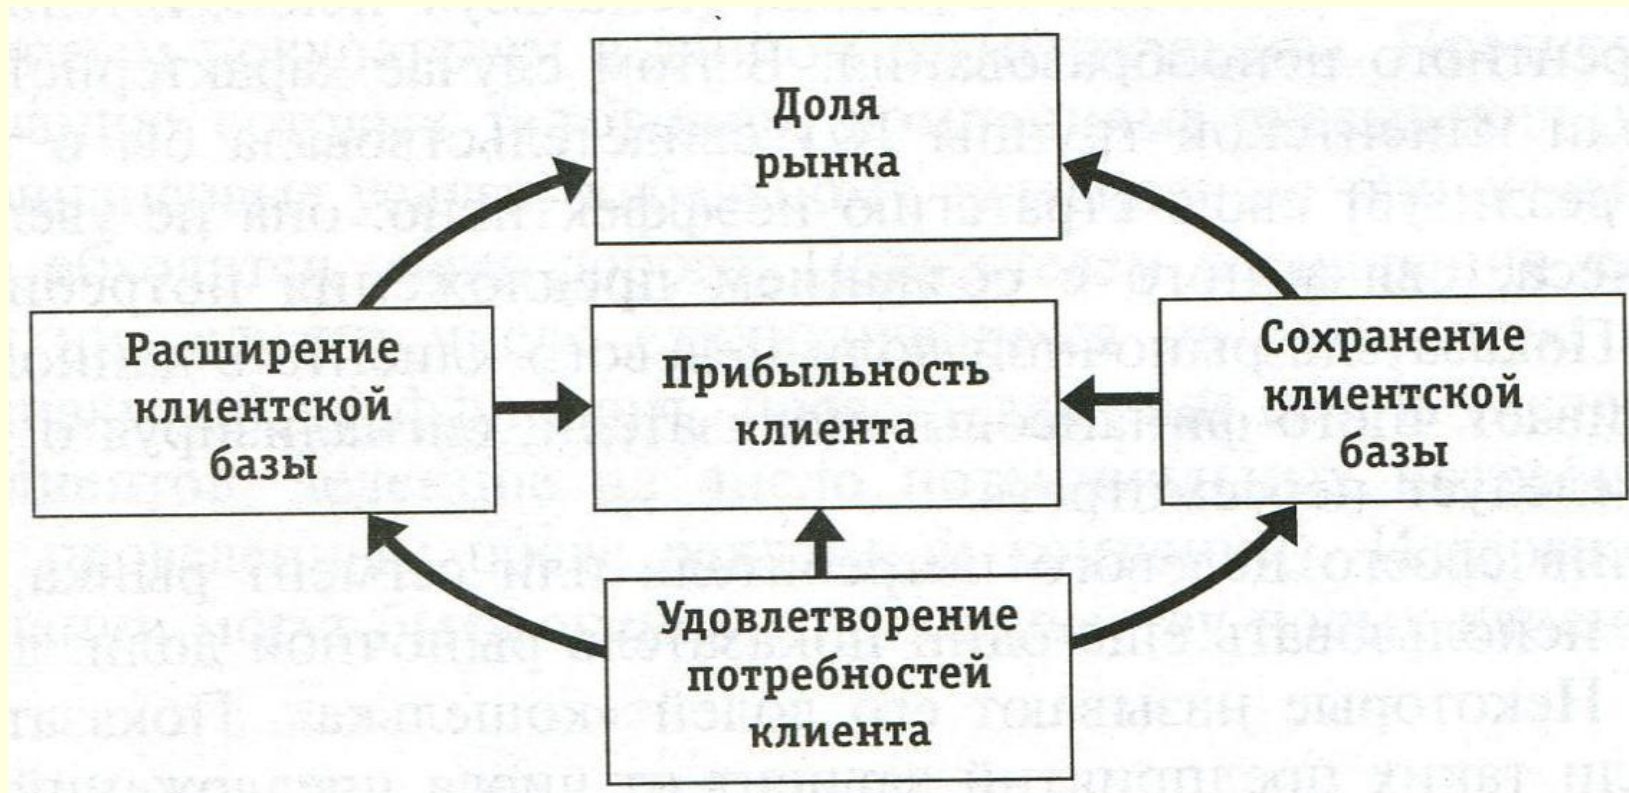 Доля
рынка
Расширение
клиентской
базы
Прибыльность
клиента
Сохранение
клиентской
базы
Удовлетворение
потребностей
клиента